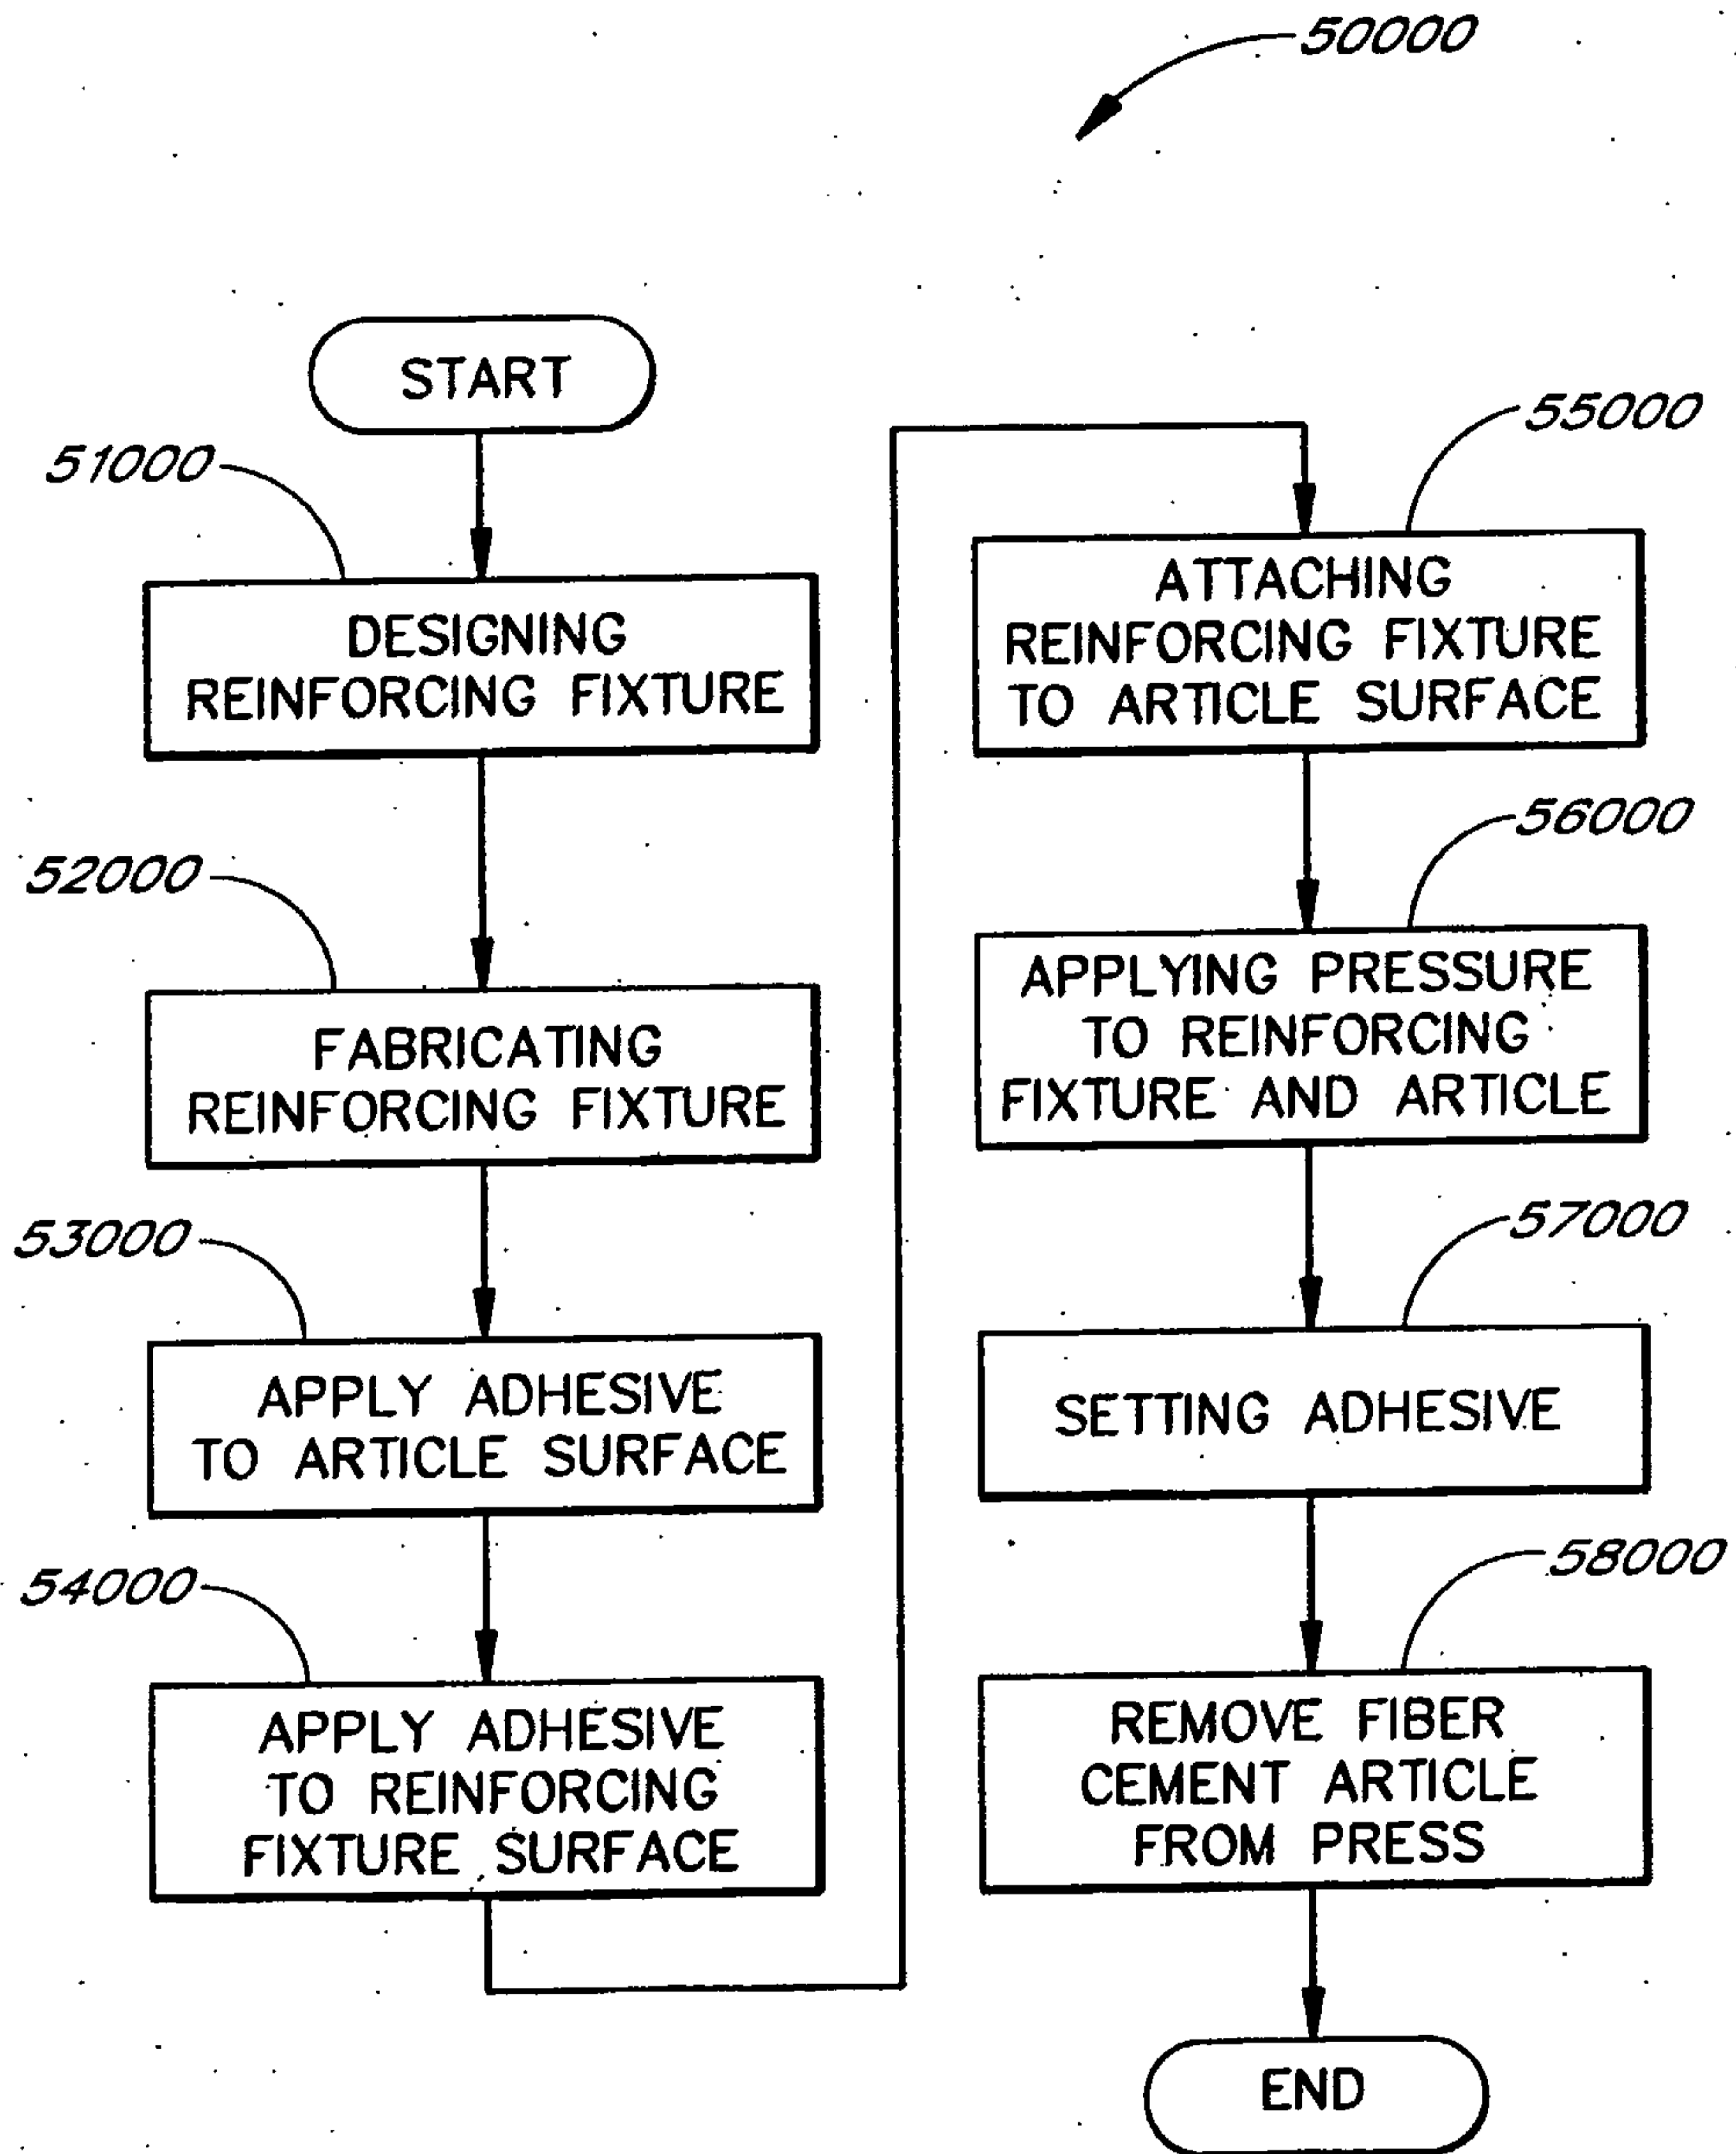 50000
START
51000
DESIGNING
REINFORCING FIXTURE
52000
FABRICATING
REINFORCING FIXTURE
53000
APPLY ADHESIVE
TO ARTICLE SURFACE
54000
APPLY ADHESIVE
TO REINFORCING
FIXTURE SURFACE
55000
ATTACHING
REINFORCING FIXTURE
TO ARTICLE SURFACE
56000
APPLYING PRESSURE
TO REINFORCING
FIXTURE AND ARTICLE
57000
SETTING ADHESIVE
58000
REMOVE FIBER
CEMENT ARTICLE
FROM PRESS
END